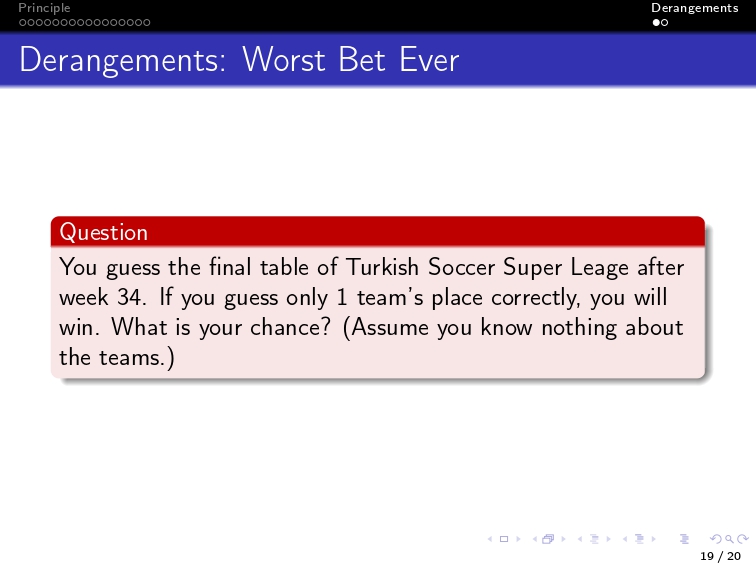 Principle
Derangements
Derangements: Worst Bet Ever
Question
You guess the final table of Turkish Soccer Super Leage after
week 34. If you guess only 1 team's place correctly, you will
win. What is your chance? (Assume you know nothing about
the teams.)
19 / 20